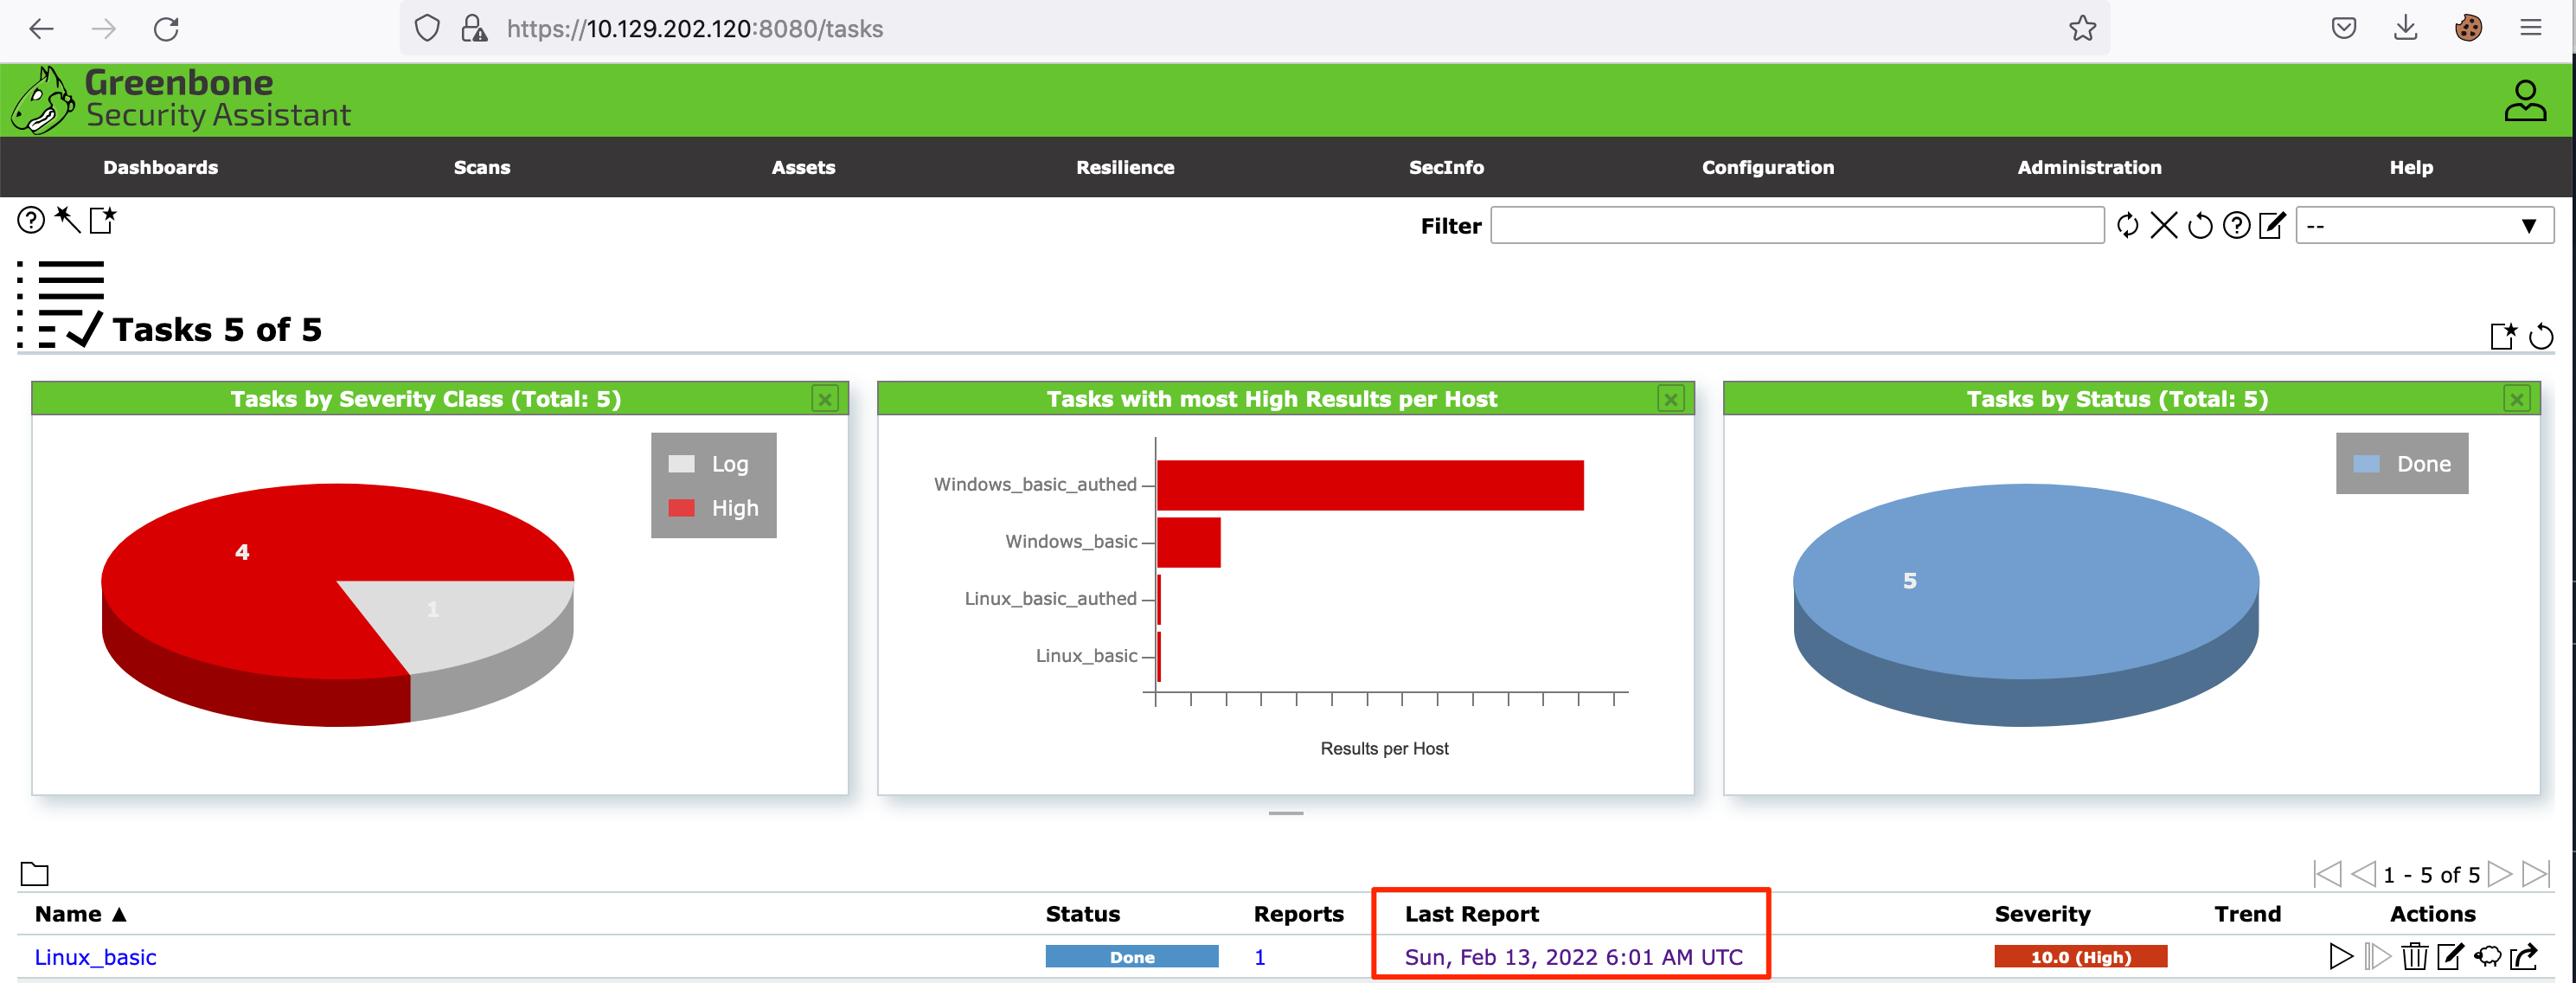 https://10.129.202.120:8080/tasks
Greenbone
Security Assistant
Dashboards Scans Assets Resilience SecInfo Configuration Administration Help
Filter --
Tasks 5 of 5
Tasks by Severity Class (Total: 5)
Log
High
4
1
Tasks with most High Results per Host
Windows_basic_authed
Windows_basic
Linux_basic_authed
Linux_basic
Results per Host
Tasks by Status (Total: 5)
Done
5
1 - 5 of 5
Name ▲ Status Reports Last Report Severity Trend Actions
Linux_basic Done 1 Sun, Feb 13, 2022 6:01 AM UTC 10.0 (High)